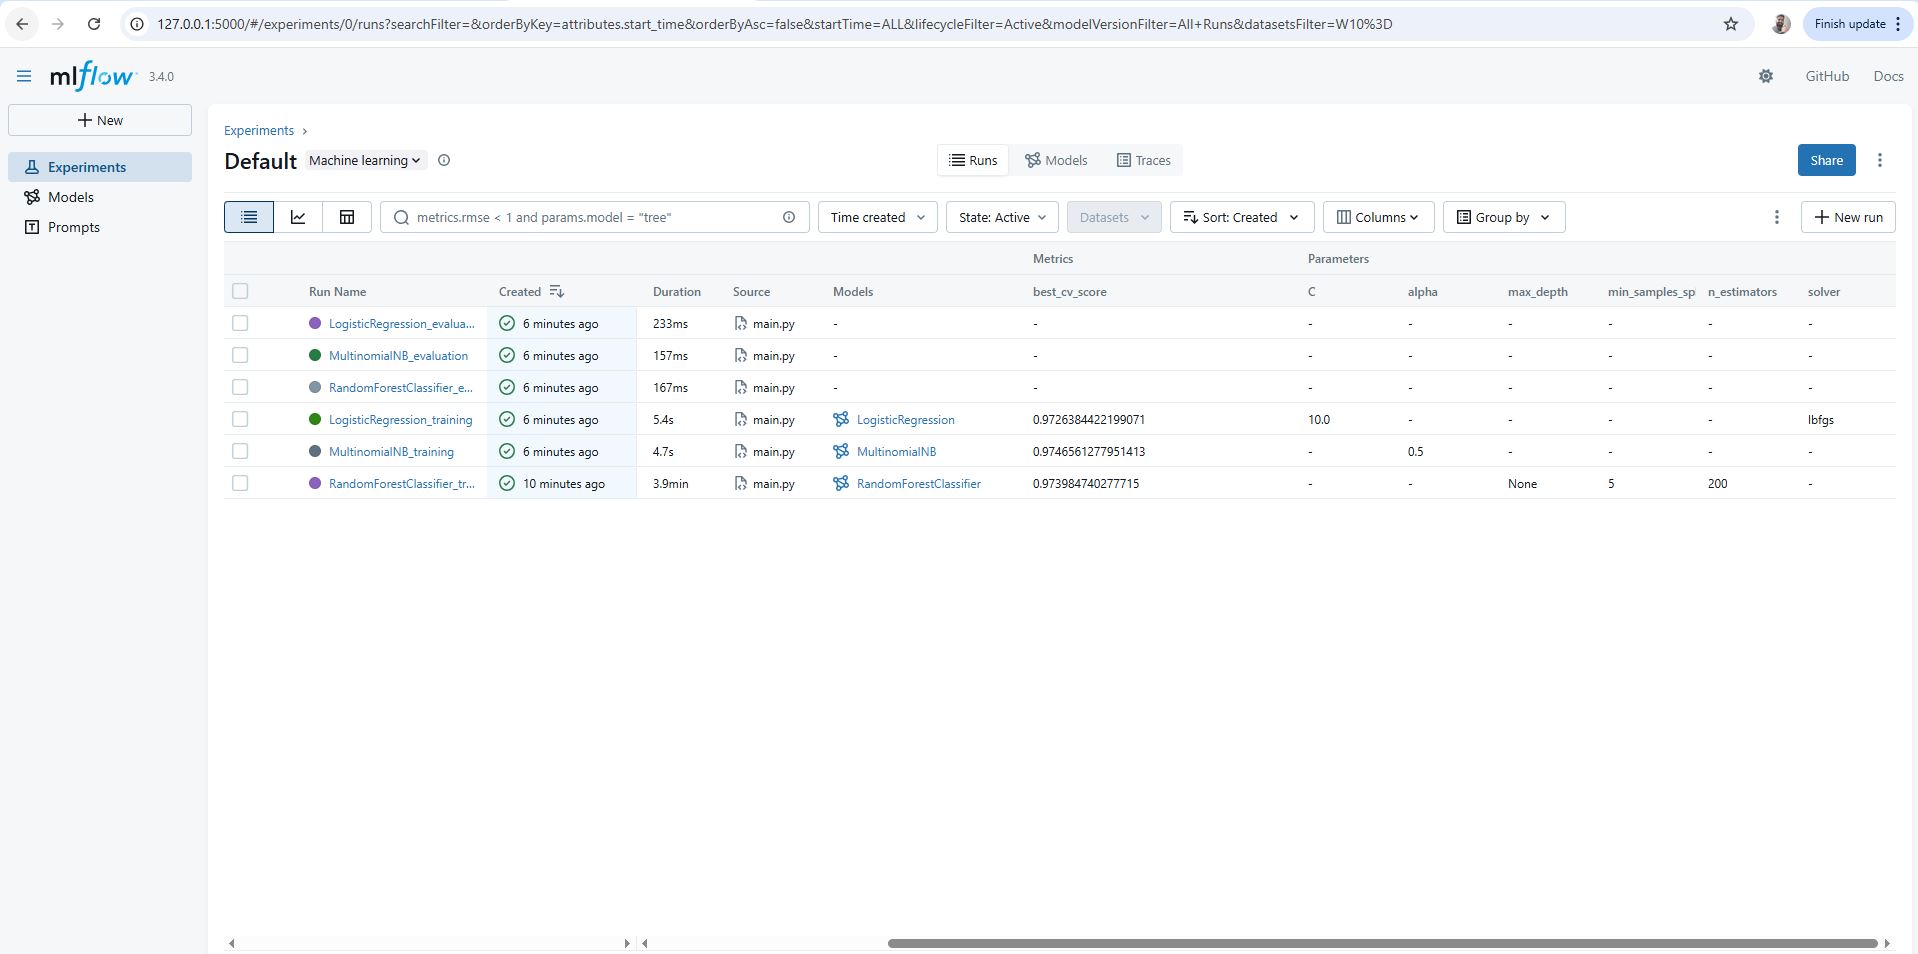 127.0.0.1:5000/#/experiments/0/runs?searchFilter=&orderByKey=attributes.start_time&orderByAsc=false&startTime=ALL&lifecycleFilter=Active&modelVersionFilter=All+Runs&datasetsFilter=W10%3D
Finish update
mlflow 3.4.0
GitHub Docs
New
Experiments
Models
Prompts
Experiments
Default Machine learning
Runs Models Traces
Share
metrics.rmse < 1 and params.model = "tree" Time created State: Active Datasets Sort: Created Columns Group by New run
Metrics Parameters
Run Name Created Duration Source Models best_cv_score C alpha max_depth min_samples_spl n_estimators solver
LogisticRegression_evalua... 6 minutes ago 233ms main.py - - - - - - - -
MultinomialNB_evaluation 6 minutes ago 157ms main.py - - - - - - - -
RandomForestClassifier_e... 6 minutes ago 167ms main.py - - - - - - - -
LogisticRegression_training 6 minutes ago 5.4s main.py LogisticRegression 0.9726384422199071 10.0 - - - - lbfgs
MultinomialNB_training 6 minutes ago 4.7s main.py MultinomialNB 0.9746561277951413 - 0.5 - - - -
RandomForestClassifier_tr... 10 minutes ago 3.9min main.py RandomForestClassifier 0.973984740277715 - - None 5 200 -